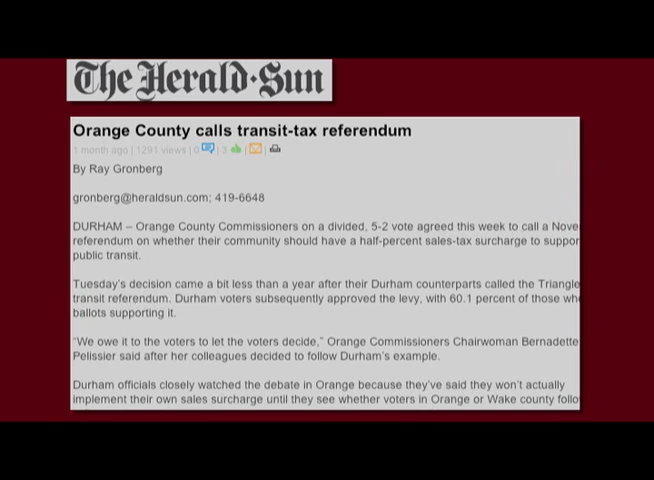 The Herald-Sun
Orange County calls transit-tax referendum
1 month ago | 1291 views | 0 | 3 | |
By Ray Gronberg
gronberg@heraldsun.com; 419-6648
DURHAM – Orange County Commissioners on a divided, 5-2 vote agreed this week to call a Nove
referendum on whether their community should have a half-percent sales-tax surcharge to suppor
public transit.
Tuesday's decision came a bit less than a year after their Durham counterparts called the Triangle
transit referendum. Durham voters subsequently approved the levy, with 60.1 percent of those wh
ballots supporting it.
"We owe it to the voters to let the voters decide," Orange Commissioners Chairwoman Bernadette
Pelissier said after her colleagues decided to follow Durham's example.
Durham officials closely watched the debate in Orange because they've said they won't actually
implement their own sales surcharge until they see whether voters in Orange or Wake county follo